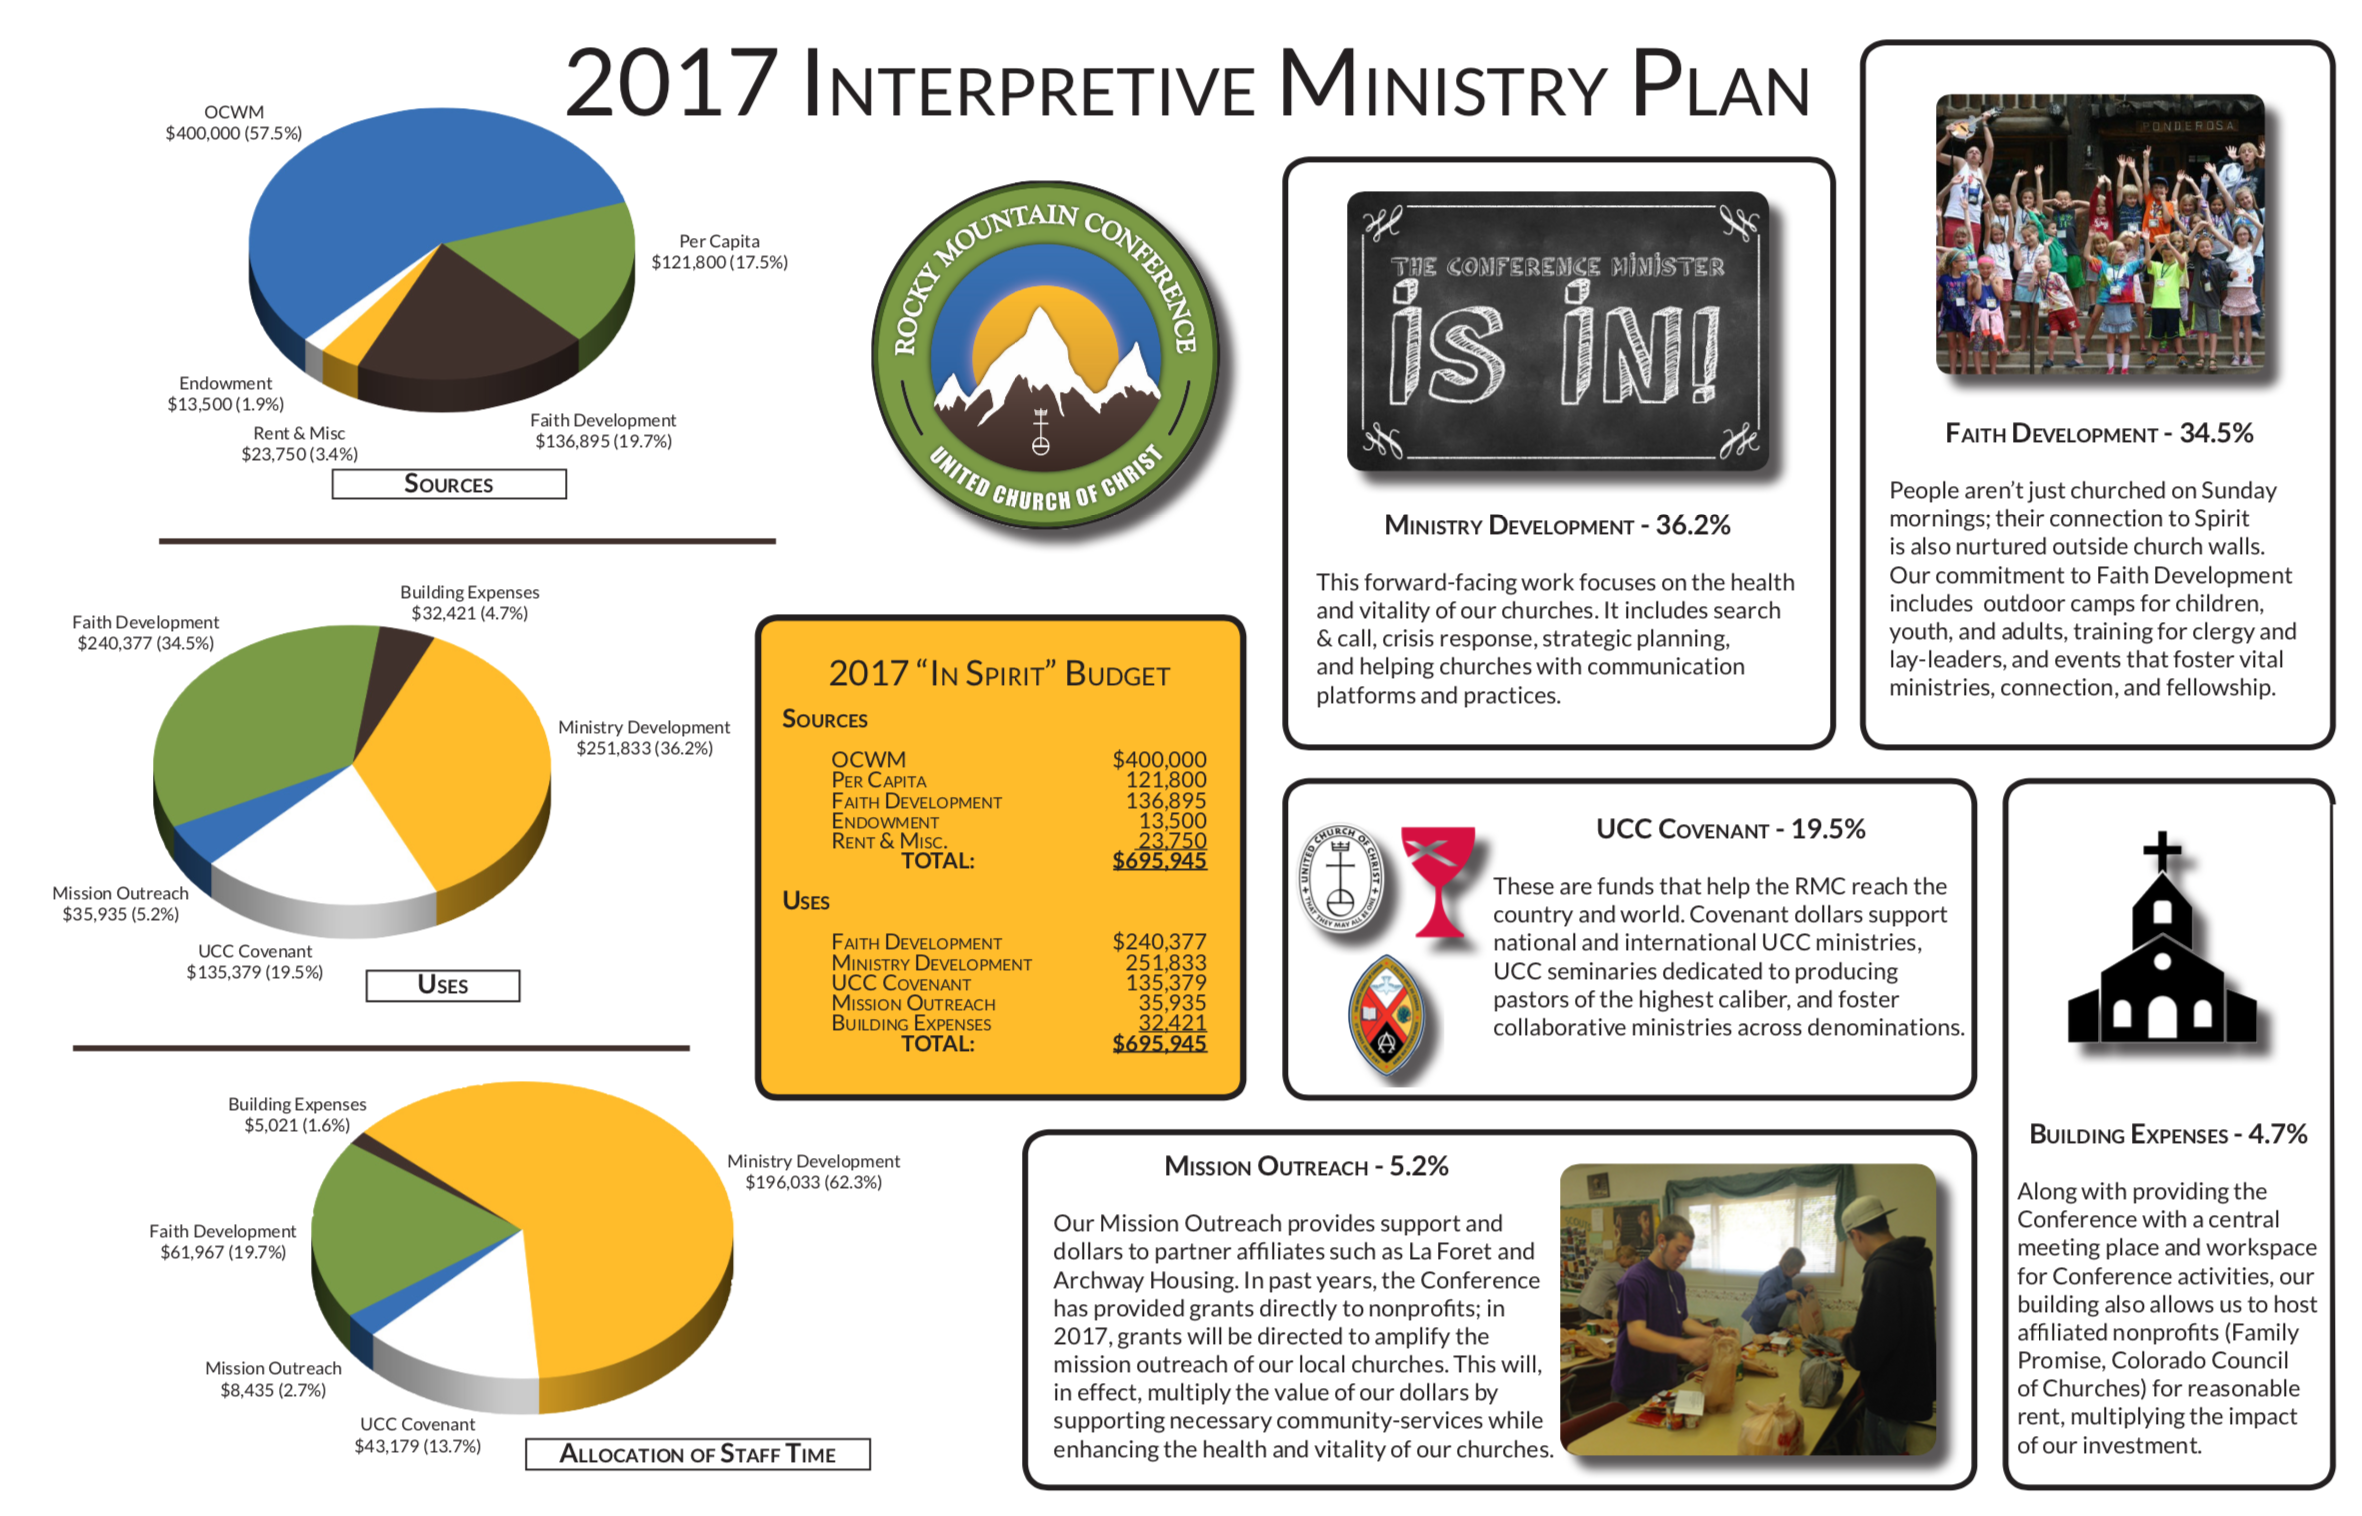 2017 Interpretive Ministry Plan
OCWM
$400,000 (57.5%)
Per Capita
$121,800 (17.5%)
Endowment
$13,500 (1.9%)
Rent & Misc
$23,750 (3.4%)
Faith Development
$136,895 (19.7%)
Sources
Building Expenses
$32,421 (4.7%)
Faith Development
$240,377 (34.5%)
Ministry Development
$251,833 (36.2%)
Mission Outreach
$35,935 (5.2%)
UCC Covenant
$135,379 (19.5%)
Uses
Building Expenses
$5,021 (1.6%)
Ministry Development
$196,033 (62.3%)
Faith Development
$61,967 (19.7%)
Mission Outreach
$8,435 (2.7%)
UCC Covenant
$43,179 (13.7%)
Allocation of Staff Time
ROCKY MOUNTAIN CONFERENCE
UNITED CHURCH OF CHRIST
2017 “In Spirit” Budget
Sources
OCWM $400,000
Per Capita 121,800
Faith Development 136,895
Endowment 13,500
Rent & Misc. 23,750
TOTAL: $695,945
Uses
Faith Development $240,377
Ministry Development 251,833
UCC Covenant 135,379
Mission Outreach 35,935
Building Expenses 32,421
TOTAL: $695,945
THE CONFERENCE MINISTER
iS iN!
Ministry Development - 36.2%
This forward-facing work focuses on the health
and vitality of our churches. It includes search
& call, crisis response, strategic planning,
and helping churches with communication
platforms and practices.
PONDEROSA
Faith Development - 34.5%
People aren’t just churched on Sunday
mornings; their connection to Spirit
is also nurtured outside church walls.
Our commitment to Faith Development
includes outdoor camps for children,
youth, and adults, training for clergy and
lay-leaders, and events that foster vital
ministries, connection, and fellowship.
UNITED CHURCH OF CHRIST
THAT THEY MAY ALL BE ONE
UCC Covenant - 19.5%
These are funds that help the RMC reach the
country and world. Covenant dollars support
national and international UCC ministries,
UCC seminaries dedicated to producing
pastors of the highest caliber, and foster
collaborative ministries across denominations.
Building Expenses - 4.7%
Along with providing the
Conference with a central
meeting place and workspace
for Conference activities, our
building also allows us to host
affiliated nonprofits (Family
Promise, Colorado Council
of Churches) for reasonable
rent, multiplying the impact
of our investment.
Mission Outreach - 5.2%
Our Mission Outreach provides support and
dollars to partner affiliates such as La Foret and
Archway Housing. In past years, the Conference
has provided grants directly to nonprofits; in
2017, grants will be directed to amplify the
mission outreach of our local churches. This will,
in effect, multiply the value of our dollars by
supporting necessary community-services while
enhancing the health and vitality of our churches.